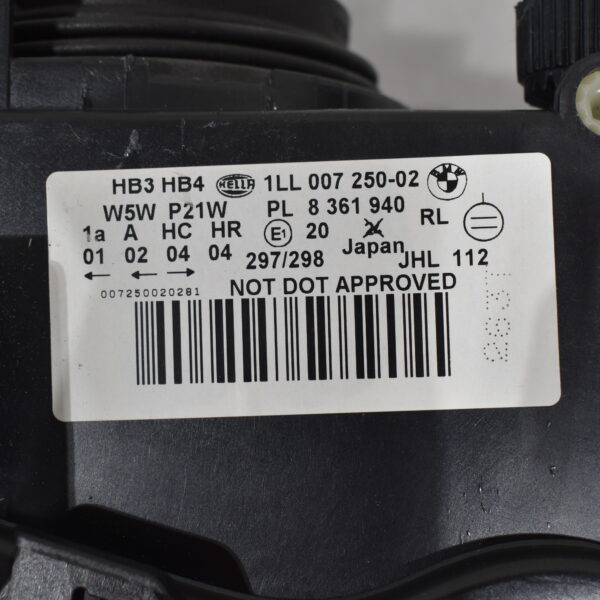 HB3 HB4 HELLA 1LL 007 250-02 BMW
W5W P21W PL 8 361 940 RL
1a A HC HR E1 20
01 02 04 04 297/298 Japan JHL 112
← ←→
007250020281 NOT DOT APPROVED